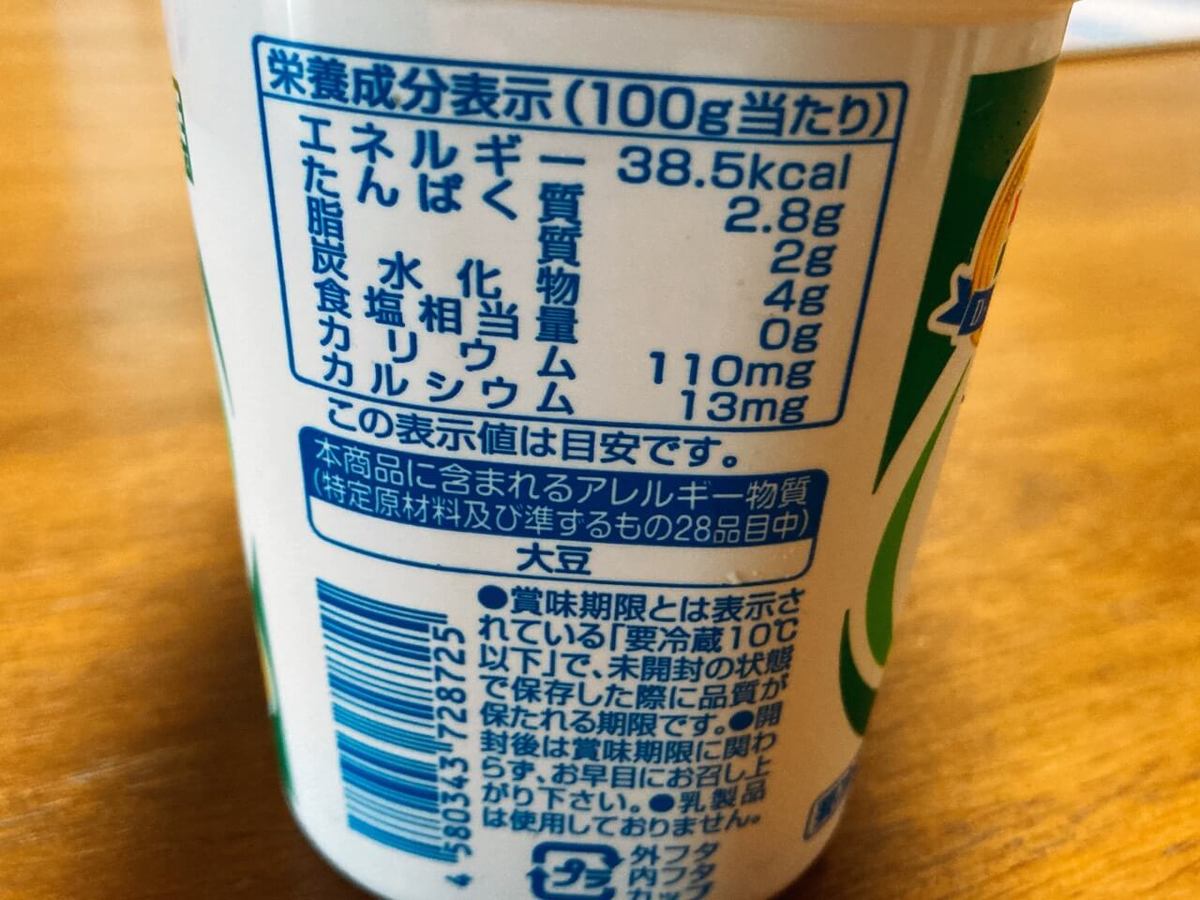 栄養成分表示(100g当たり)
エネルギー 38.5kcal
たんぱく質 2.8g
脂質 2g
炭水化物 4g
食塩相当量 0g
カリウム 110mg
カルシウム 13mg
この表示値は目安です。
本商品に含まれるアレルギー物質
(特定原材料及び準ずるもの28品目中)
大豆
●賞味期限とは表示さ
れている「要冷蔵10℃
以下」で、未開封の状態
で保存した際に品質が
保たれる期限です。●開
封後は賞味期限に関わ
らず、お早目にお召し上
がり下さい。●乳製品
は使用しておりません。
4 580343 728725
プラ
外フタ
内フタ
カップ